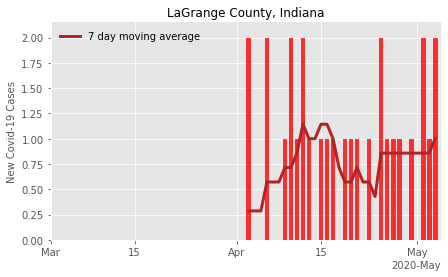 LaGrange County, Indiana
7 day moving average
New Covid-19 Cases
2.00
1.75
1.50
1.25
1.00
0.75
0.50
0.25
0.00
Mar 15 Apr 15 May
2020-May